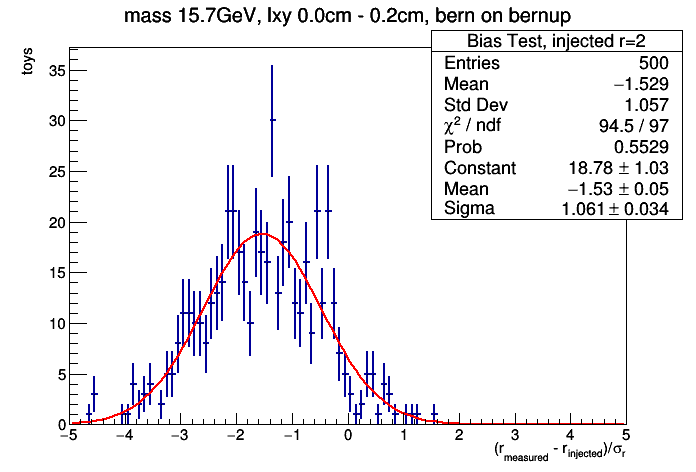 mass 15.7GeV, lxy 0.0cm - 0.2cm, bern on bernup
toys
Bias Test, injected r=2
Entries 500
Mean −1.529
Std Dev 1.057
χ² / ndf 94.5 / 97
Prob 0.5529
Constant 18.78 ± 1.03
Mean −1.53 ± 0.05
Sigma 1.061 ± 0.034
35
30
25
20
15
10
5
0
−5 −4 −3 −2 −1 0 1 2 3 4 5
(r_measured - r_injected)/σ_r